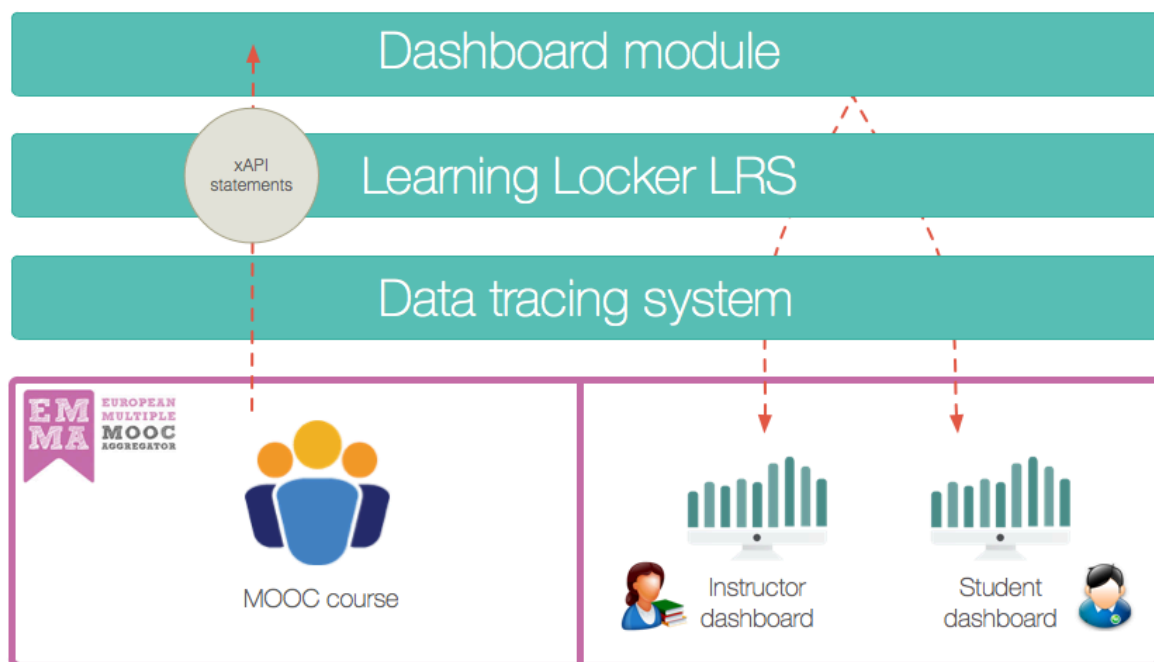 Dashboard module
xAPI
statements
Learning Locker LRS
Data tracing system
EM
MA
EUROPEAN
MULTIPLE
MOOC
AGGREGATOR
MOOC course
Instructor
dashboard
Student
dashboard